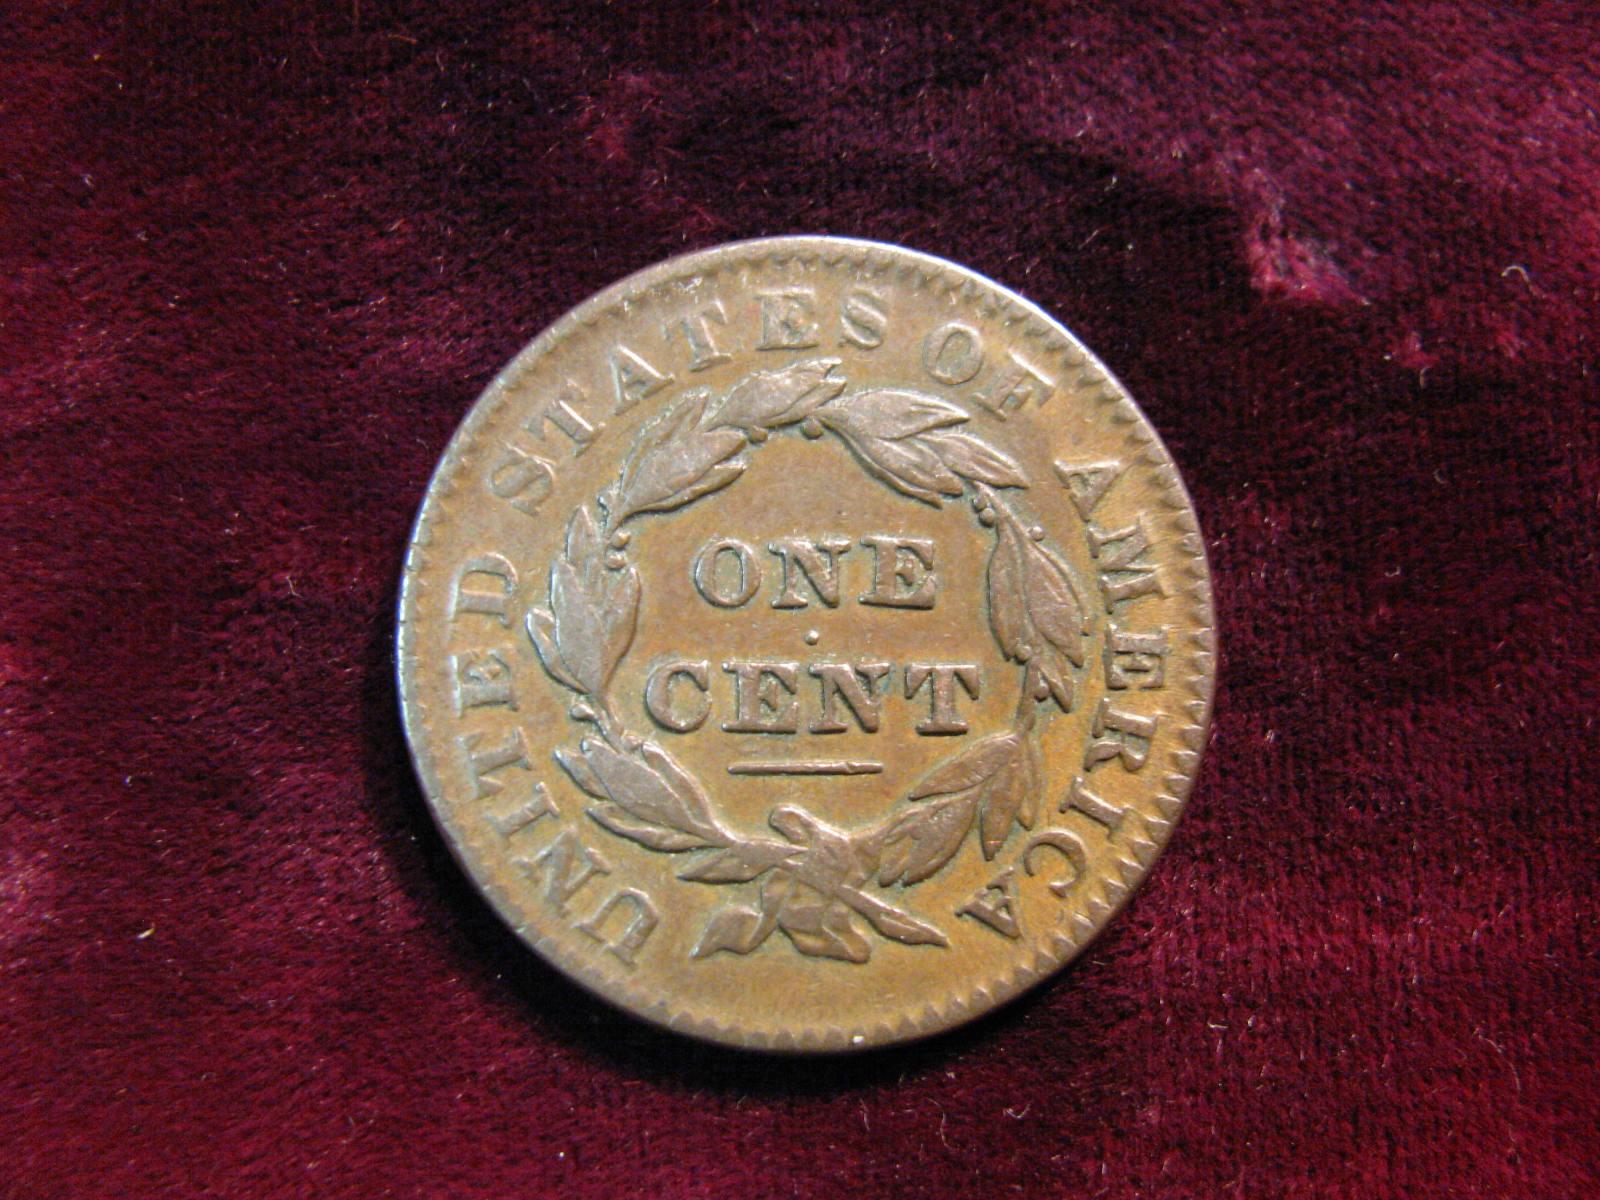 UNITED STATES OF AMERICA
ONE
CENT